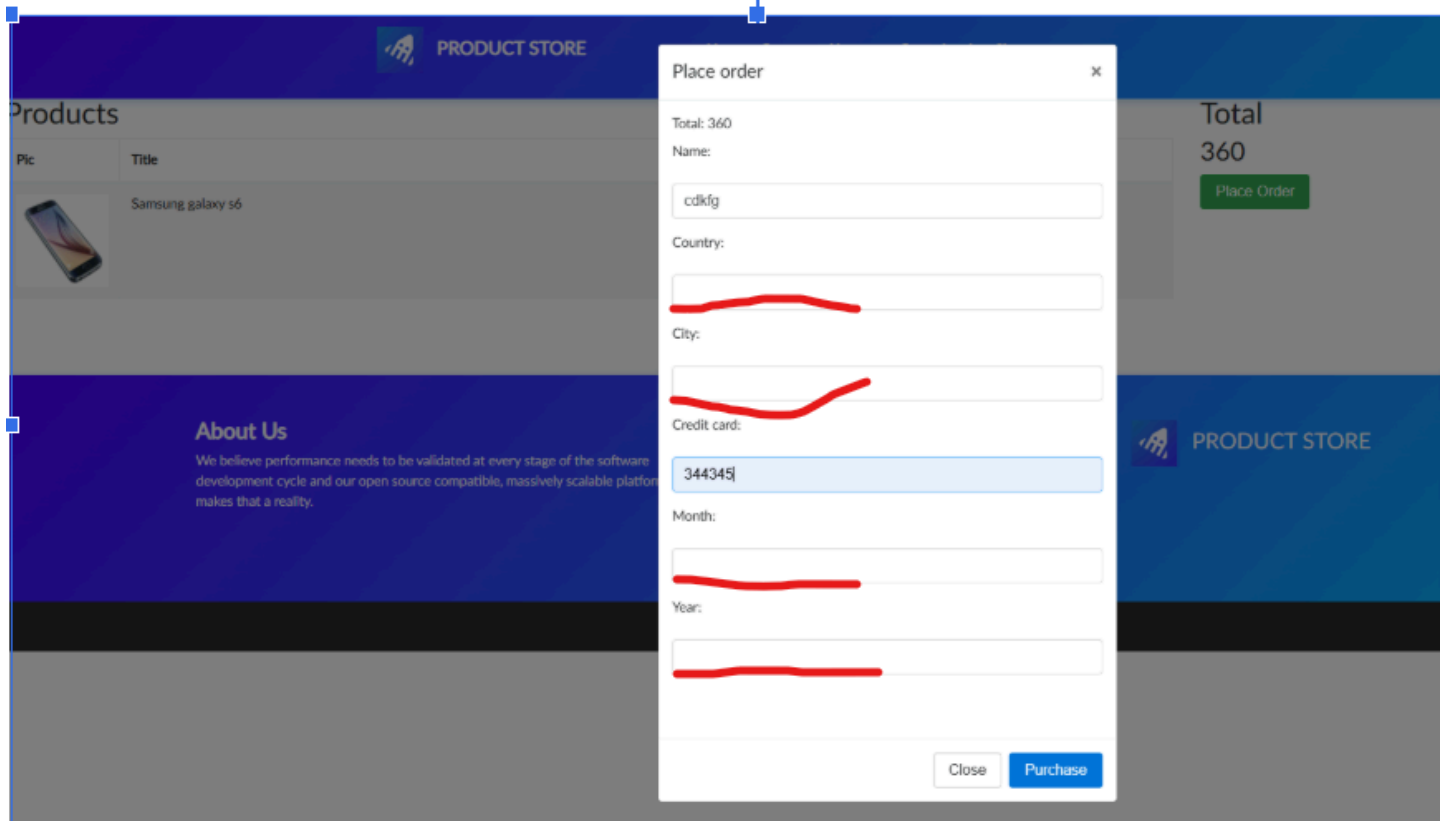 PRODUCT STORE
Place order
×
Products
Total
Total: 360
360
Pic
Title
Name:
Place Order
Samsung galaxy s6
cdkfg
Country:
City:
About Us
Credit card:
PRODUCT STORE
We believe performance needs to be validated at every stage of the software
development cycle and our open source compatible, massively scalable platfor
makes that a reality.
344345
Month:
Year:
Close
Purchase